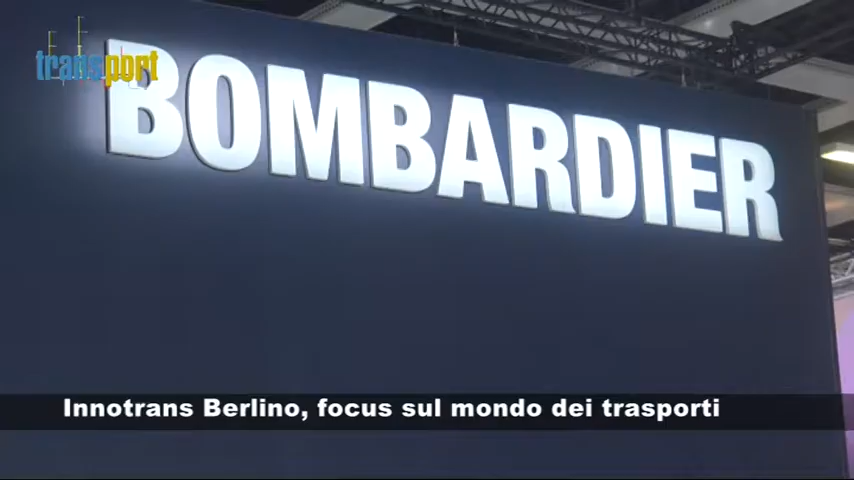 transport
BOMBARDIER
Innotrans Berlino, focus sul mondo dei trasporti